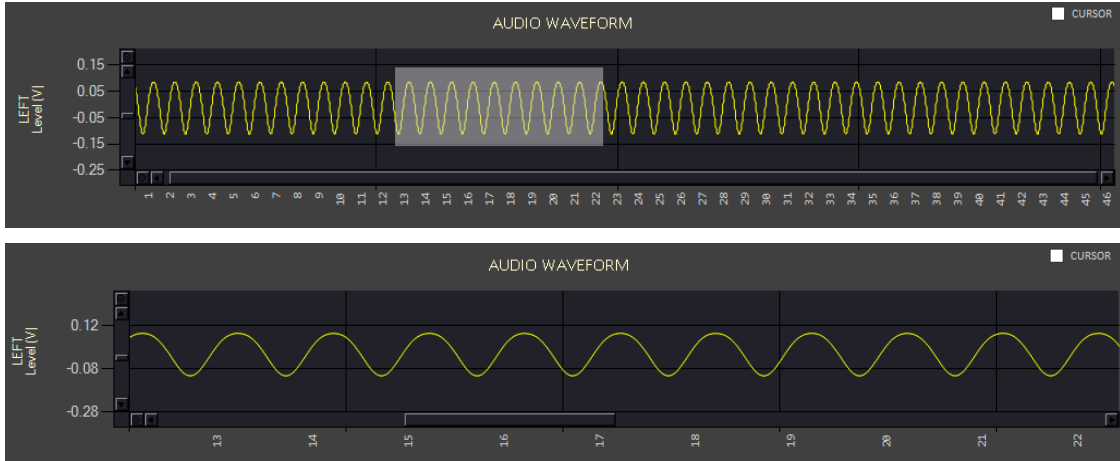 AUDIO WAVEFORM
CURSOR
LEFT
Level [V]
0.15
0.05
-0.05
-0.15
-0.25
1 2 3 4 5 6 7 8 9 10 11 12 13 14 15 16 17 18 19 20 21 22 23 24 25 26 27 28 29 30 31 32 33 34 35 36 37 38 39 40 41 42 43 44 45 46
AUDIO WAVEFORM
CURSOR
LEFT
Level [V]
0.12
-0.08
-0.28
13 14 15 16 17 18 19 20 21 22